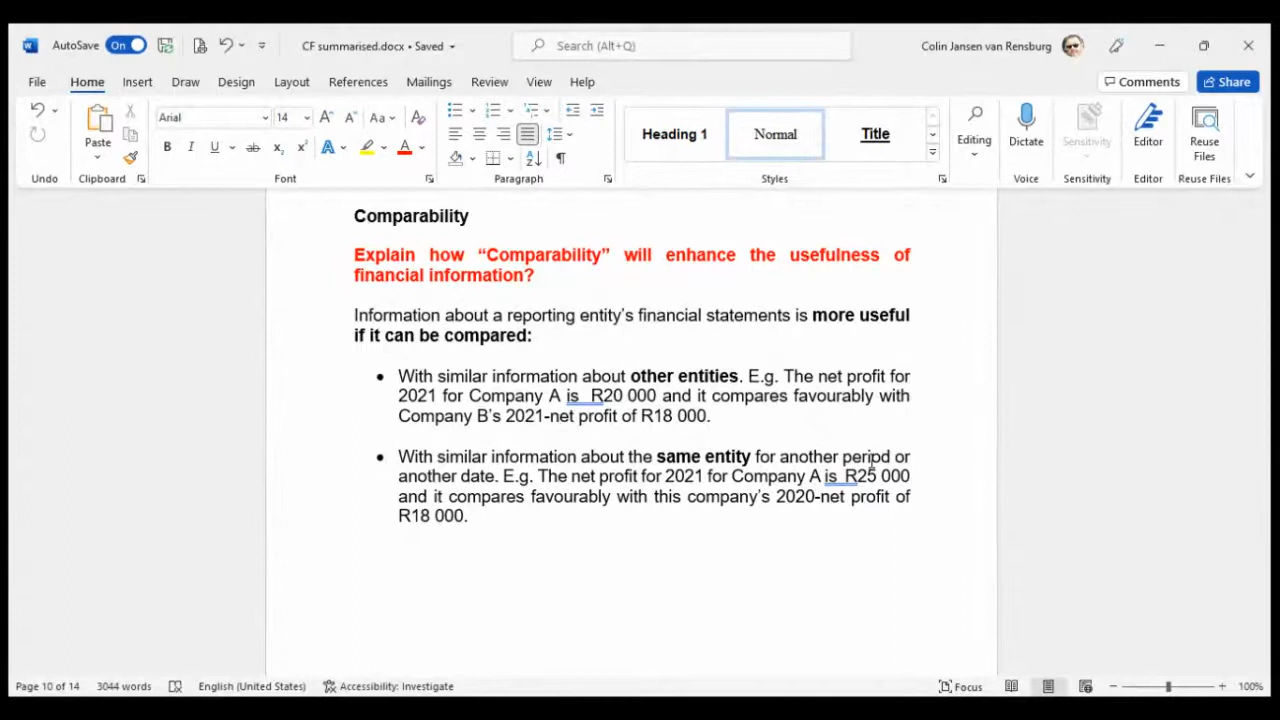 AutoSave On CF summarised.docx • Saved Search (Alt+Q) Colin Jansen van Rensburg
File Home Insert Draw Design Layout References Mailings Review View Help Comments Share
Arial 14 Aa
Paste
Heading 1 Normal Title
Editing Dictate Sensitivity Editor Reuse Files
Undo Clipboard Font Paragraph Styles Voice Sensitivity Editor Reuse Files
Comparability
Explain how “Comparability” will enhance the usefulness of
financial information?
Information about a reporting entity’s financial statements is more useful
if it can be compared:
• With similar information about other entities. E.g. The net profit for
2021 for Company A is R20 000 and it compares favourably with
Company B’s 2021-net profit of R18 000.
• With similar information about the same entity for another period or
another date. E.g. The net profit for 2021 for Company A is R25 000
and it compares favourably with this company’s 2020-net profit of
R18 000.
Page 10 of 14 3044 words English (United States) Accessibility: Investigate Focus 100%